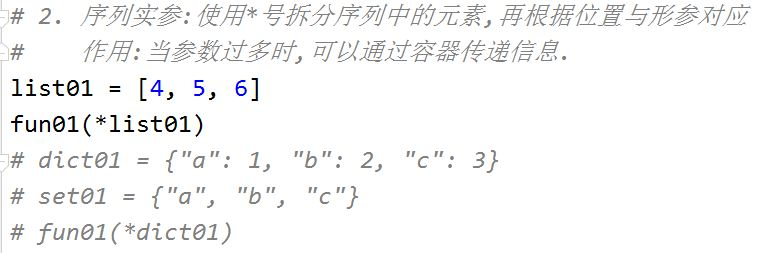 # 2. 序列实参:使用*号拆分序列中的元素,再根据位置与形参对应
#    作用:当参数过多时,可以通过容器传递信息.
list01 = [4, 5, 6]
fun01(*list01)
# dict01 = {"a": 1, "b": 2, "c": 3}
# set01 = {"a", "b", "c"}
# fun01(*dict01)